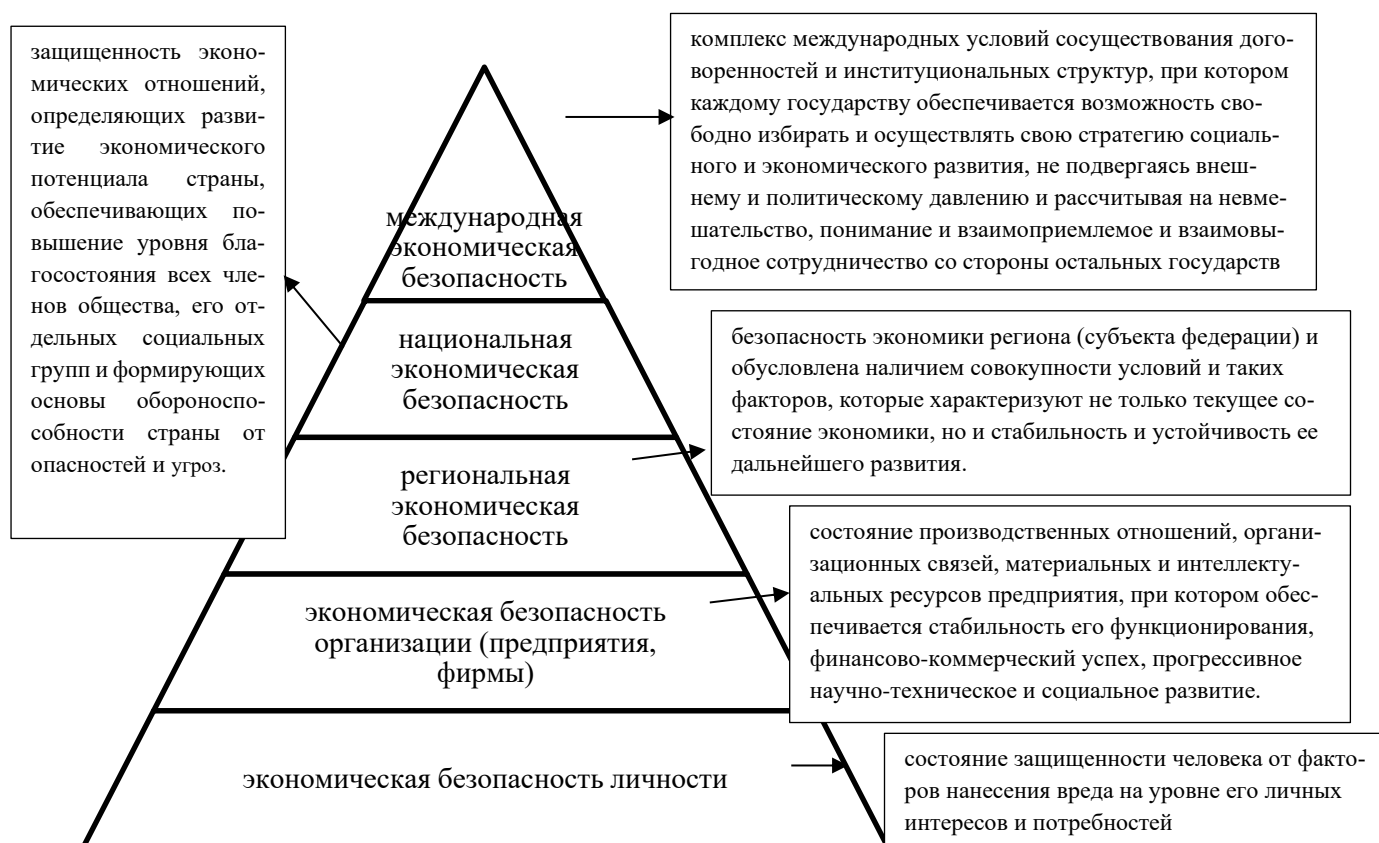 защищенность эконо-
мических отношений,
определяющих разви-
тие экономического
потенциала страны,
обеспечивающих по-
вышение уровня бла-
госостояния всех чле-
нов общества, его от-
дельных социальных
групп и формирующих
основы обороноспо-
собности страны от
опасностей и угроз.
комплекс международных условий сосуществования дого-
воренностей и институциональных структур, при котором
каждому государству обеспечивается возможность сво-
бодно избирать и осуществлять свою стратегию социаль-
ного и экономического развития, не подвергаясь внеш-
нему и политическому давлению и рассчитывая на невме-
шательство, понимание и взаимоприемлемое и взаимовы-
годное сотрудничество со стороны остальных государств
международная
экономическая
безопасность
национальная
экономическая
безопасность
безопасность экономики региона (субъекта федерации) и
обусловлена наличием совокупности условий и таких
факторов, которые характеризуют не только текущее со-
стояние экономики, но и стабильность и устойчивость ее
дальнейшего развития.
региональная
экономическая
безопасность
состояние производственных отношений, органи-
зационных связей, материальных и интеллекту-
альных ресурсов предприятия, при котором обес-
печивается стабильность его функционирования,
финансово-коммерческий успех, прогрессивное
научно-техническое и социальное развитие.
экономическая безопасность
организации (предприятия,
фирмы)
экономическая безопасность личности
состояние защищенности человека от факто-
ров нанесения вреда на уровне его личных
интересов и потребностей